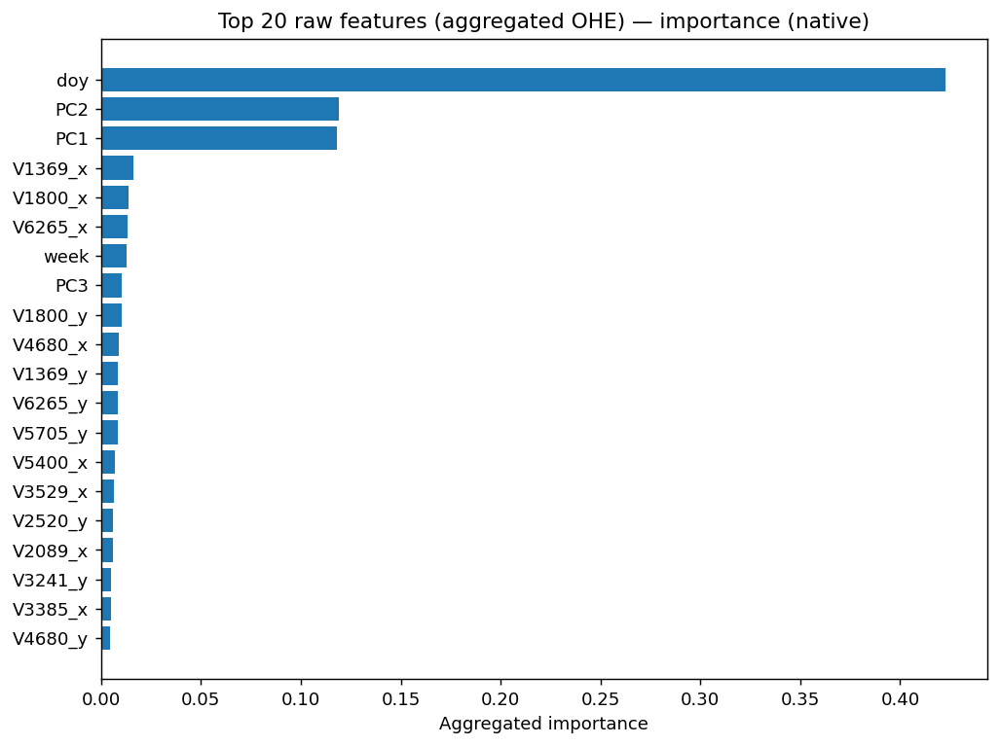 Top 20 raw features (aggregated OHE) — importance (native)
doy
PC2
PC1
V1369_x
V1800_x
V6265_x
week
PC3
V1800_y
V4680_x
V1369_y
V6265_y
V5705_y
V5400_x
V3529_x
V2520_y
V2089_x
V3241_y
V3385_x
V4680_y
0.00 0.05 0.10 0.15 0.20 0.25 0.30 0.35 0.40
Aggregated importance